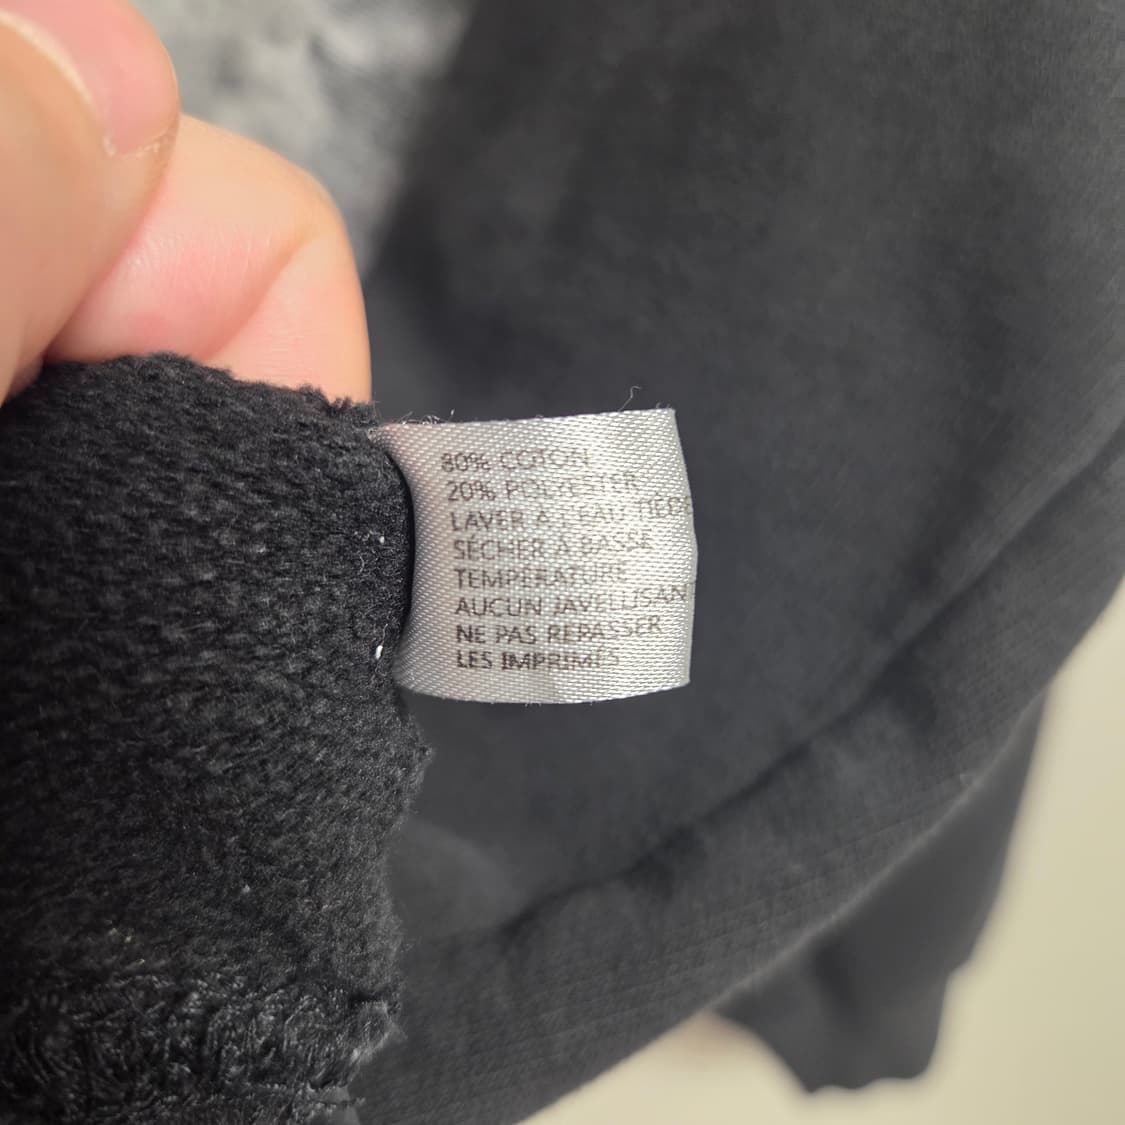 80% COTON
20% POLYESTER
LAVER À L'EAU TIÈDE
SÉCHER À BASSE
TEMPÉRATURE
AUCUN JAVELLISANT
NE PAS REPASSER
LES IMPRIMÉS